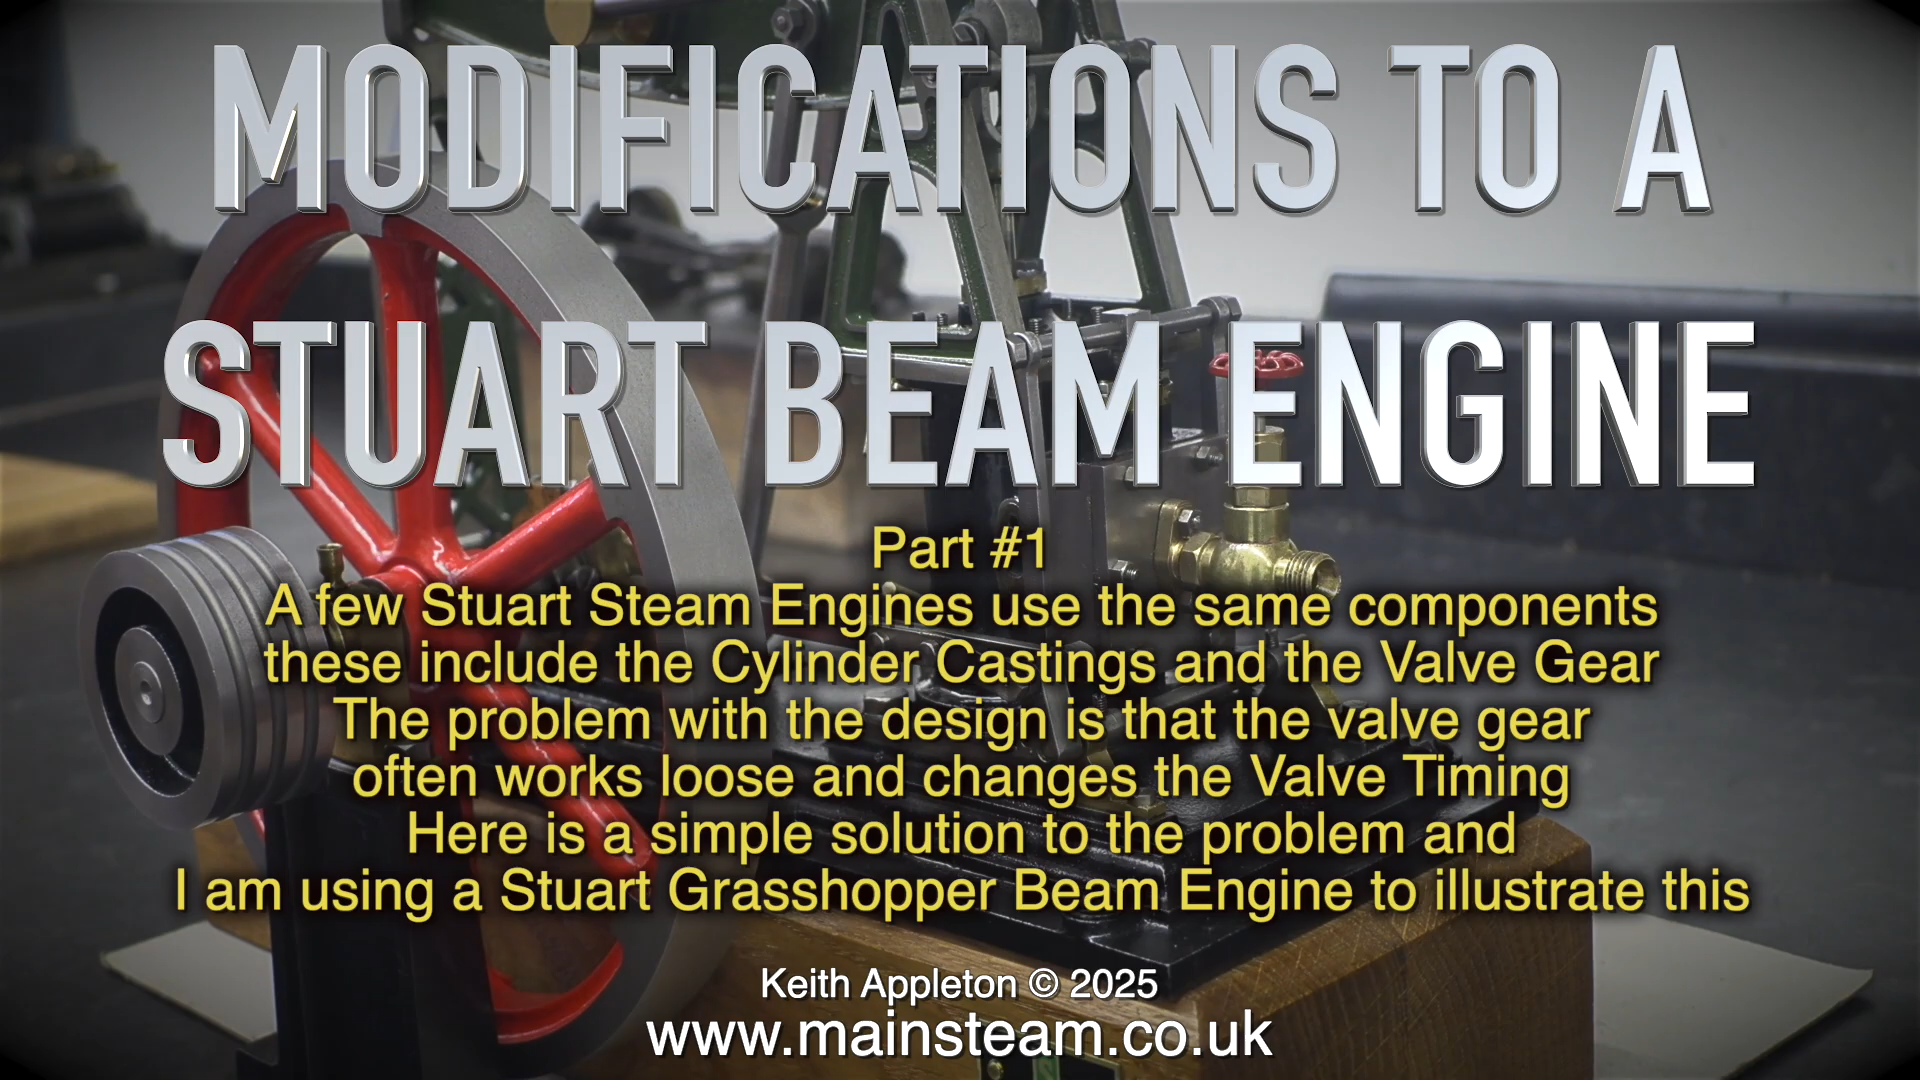 MODIFICATIONS TO A
STUART BEAM ENGINE
Part #1
A few Stuart Steam Engines use the same components
these include the Cylinder Castings and the Valve Gear
The problem with the design is that the valve gear
often works loose and changes the Valve Timing
Here is a simple solution to the problem and
I am using a Stuart Grasshopper Beam Engine to illustrate this
Keith Appleton © 2025
www.mainsteam.co.uk